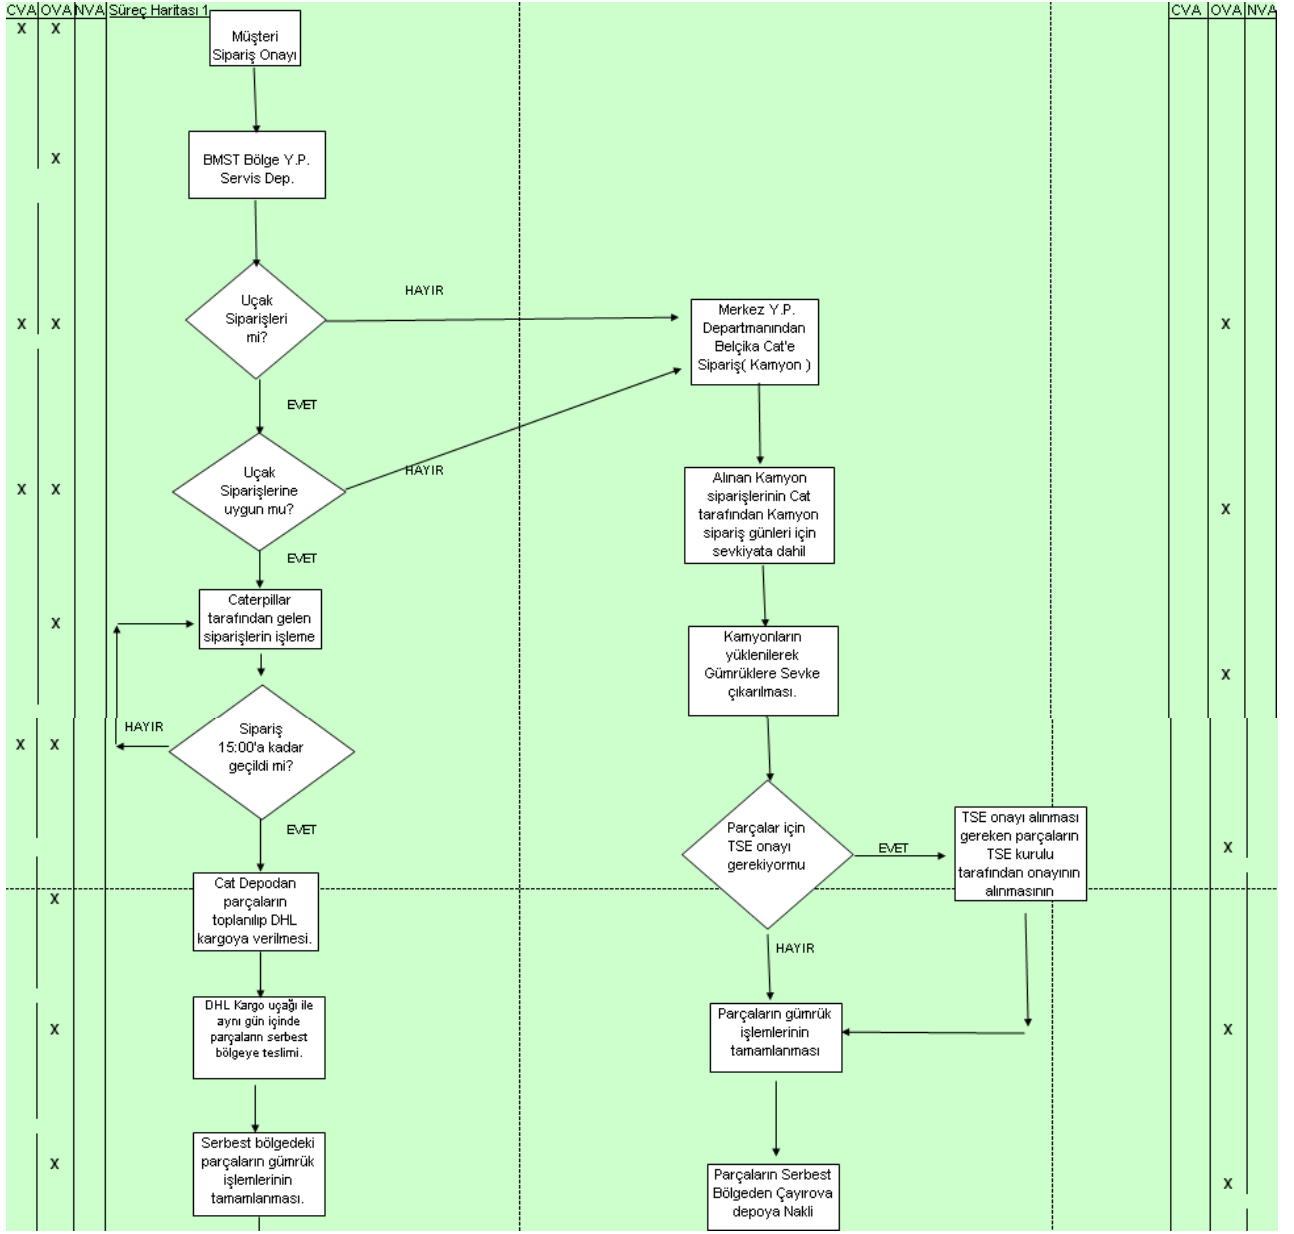 CVA OVA NVA Süreç Haritası 1
CVA OVA NVA
X X
Müşteri
Sipariş Onayı
X
BMST Bölge Y.P.
Servis Dep.
X X
Uçak
Siparişleri
mi?
HAYIR
Merkez Y.P.
Departmanından
Belçika Cat'e
Sipariş( Kamyon )
X
EVET
X X
Uçak
Siparişlerine
uygun mu?
HAYIR
Alınan Kamyon
siparişlerinin Cat
tarafından Kamyon
sipariş günleri için
sevkiyata dahil
X
EVET
X
Caterpillar
tarafından gelen
siparişlerin işleme
Kamyonların
yüklenilerek
Gümrüklere Sevke
çıkarılması.
X
HAYIR
X X
Sipariş
15:00'a kadar
geçildi mi?
EVET
Parçalar için
TSE onayı
gerekiyormu
EVET
TSE onayı alınması
gereken parçaların
TSE kurulu
tarafından onayının
alınmasının
X
X
Cat Depodan
parçaların
toplanılıp DHL
kargoya verilmesi.
HAYIR
X
DHL Kargo uçağı ile
aynı gün içinde
parçaların serbest
bölgeye teslimi.
Parçaların gümrük
işlemlerinin
tamamlanması
X
X
Serbest bölgedeki
parçaların gümrük
işlemlerinin
tamamlanması.
Parçaların Serbest
Bölgeden Çayırova
depoya Nakli
X